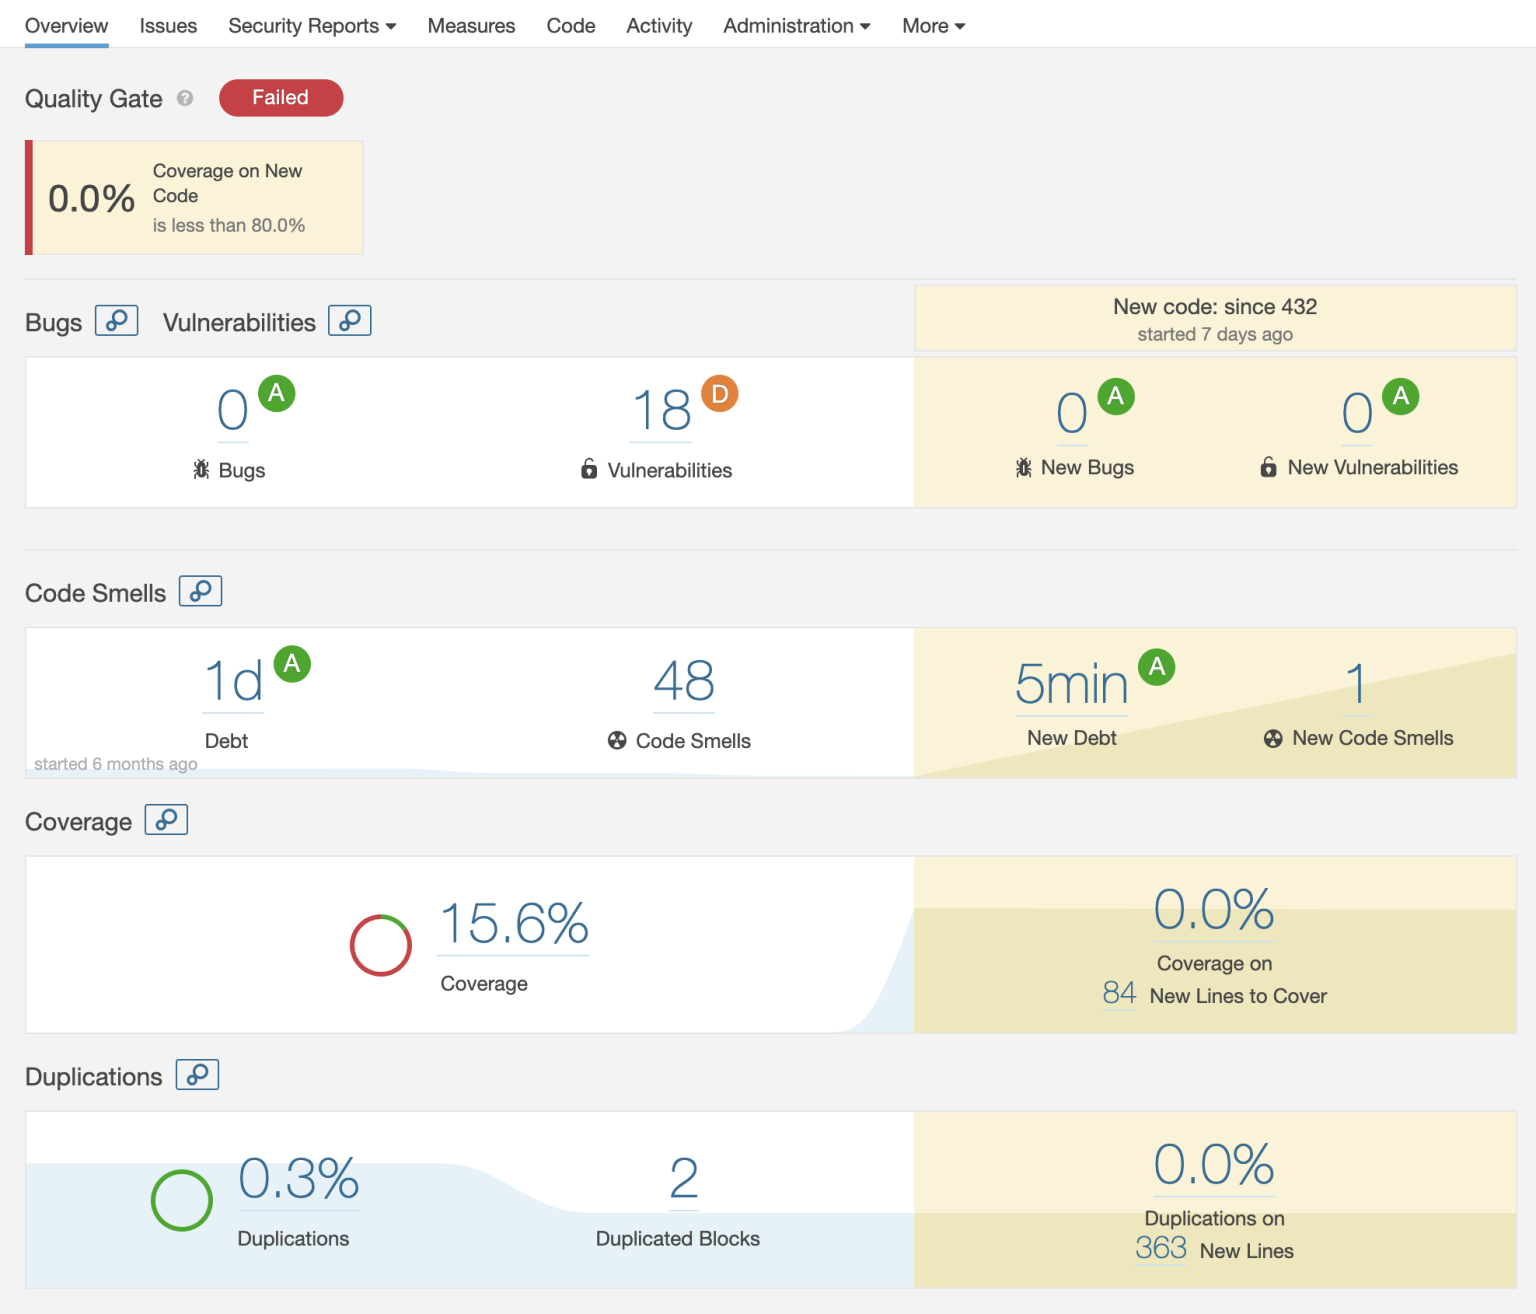 Overview Issues Security Reports Measures Code Activity Administration More
Quality Gate ? Failed
0.0%
Coverage on New
Code
is less than 80.0%
Bugs Vulnerabilities
New code: since 432
started 7 days ago
0 A
Bugs
18 D
Vulnerabilities
0 A
New Bugs
0 A
New Vulnerabilities
Code Smells
1d A
Debt
started 6 months ago
48
Code Smells
5min A
New Debt
1
New Code Smells
Coverage
15.6%
Coverage
0.0%
Coverage on
84 New Lines to Cover
Duplications
0.3%
Duplications
2
Duplicated Blocks
0.0%
Duplications on
363 New Lines